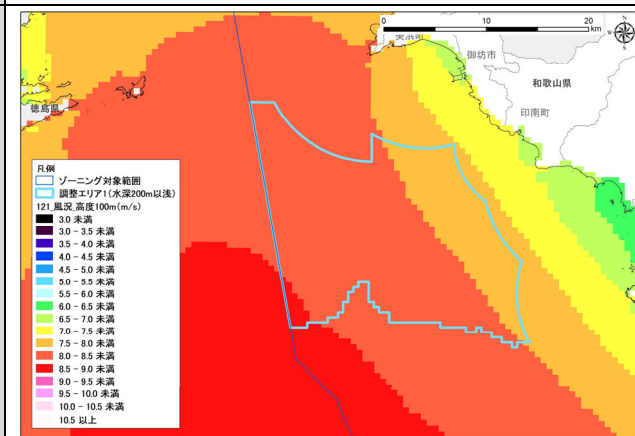 0 5 10 20
km
N
W E
S
美浜町
御坊市
和歌山県
印南町
徳島県
凡例
ゾーニング対象範囲
調整エリア1(水深200m以浅)
121_風況_高度100m(m/s)
3.0 未満
3.0 - 3.5 未満
3.5 - 4.0 未満
4.0 - 4.5 未満
4.5 - 5.0 未満
5.0 - 5.5 未満
5.5 - 6.0 未満
6.0 - 6.5 未満
6.5 - 7.0 未満
7.0 - 7.5 未満
7.5 - 8.0 未満
8.0 - 8.5 未満
8.5 - 9.0 未満
9.0 - 9.5 未満
9.5 - 10.0 未満
10.0 - 10.5 未満
10.5 以上